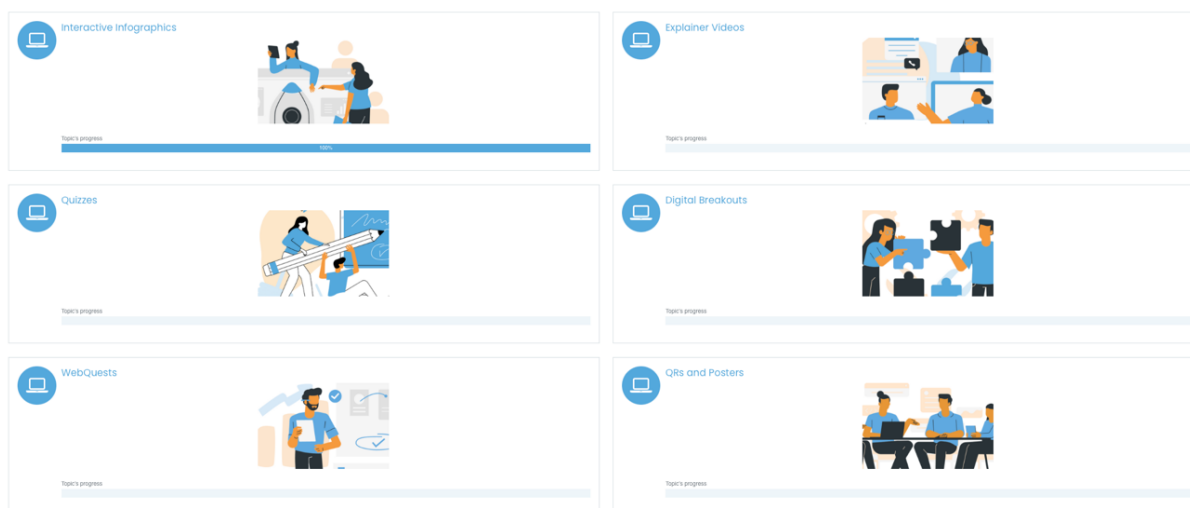 Interactive Infographics
Topic's progress
100%
Explainer Videos
Topic's progress
Quizzes
Topic's progress
Digital Breakouts
Topic's progress
WebQuests
Topic's progress
QRs and Posters
Topic's progress